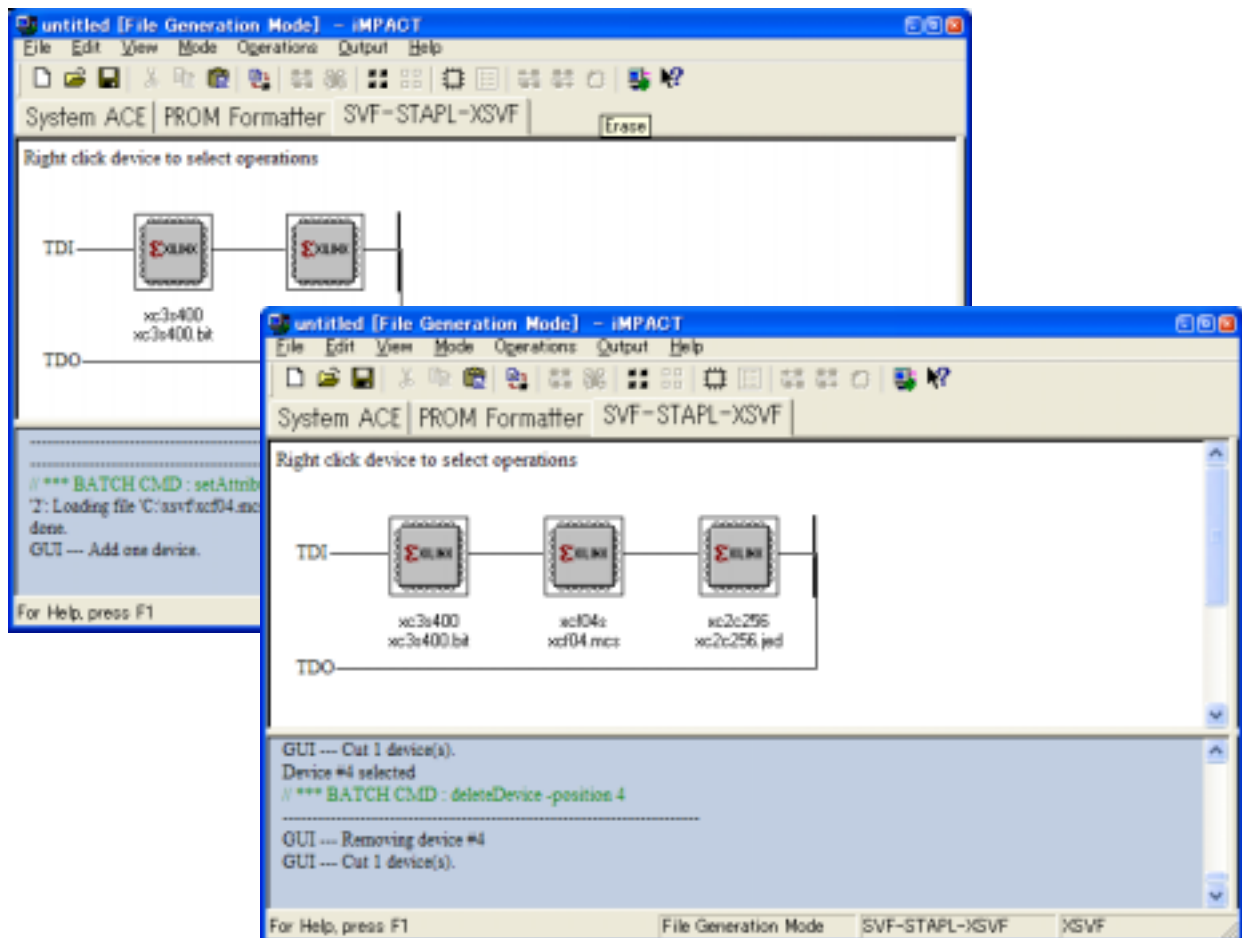 untitled [File Generation Mode] - iMPACT
File Edit View Mode Operations Output Help
System ACE PROM Formatter SVF-STAPL-XSVF
Erase
Right click device to select operations
TDI
XILINX XILINX
xc3s400
xc3s400.bit
TDO
// *** BATCH CMD : setAttrib
'2': Loading file 'C:\xsvf\xcf04.mcs
done.
GUI --- Add one device.
For Help, press F1
untitled [File Generation Mode] - iMPACT
File Edit View Mode Operations Output Help
System ACE PROM Formatter SVF-STAPL-XSVF
Right click device to select operations
TDI
XILINX XILINX XILINX
xc3s400 xcf04s xc2c256
xc3s400.bit xcf04.mcs xc2c256.jed
TDO
GUI --- Cut 1 device(s).
Device #4 selected
// *** BATCH CMD : deleteDevice -position 4
GUI --- Removing device #4
GUI --- Cut 1 device(s).
For Help, press F1 File Generation Mode SVF-STAPL-XSVF XSVF